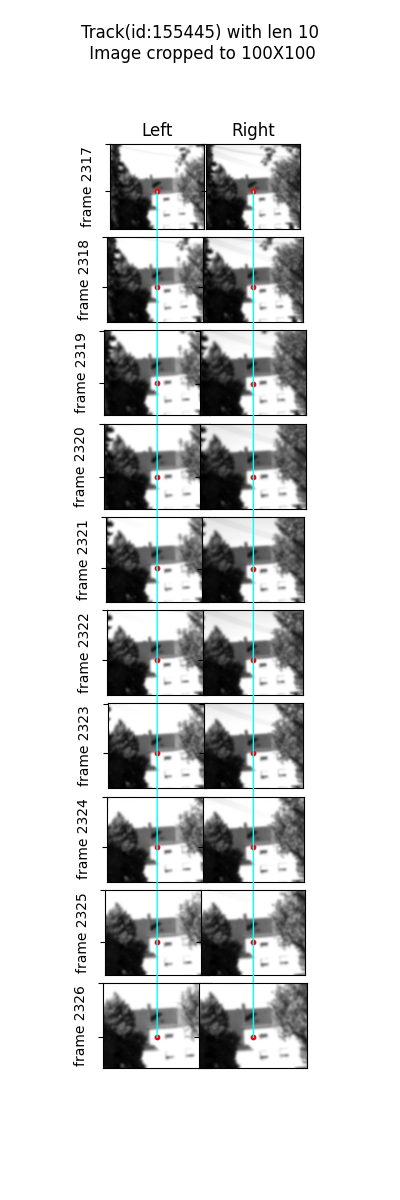 Track(id:155445) with len 10
Image cropped to 100X100
Left
Right
frame 2317
frame 2318
frame 2319
frame 2320
frame 2321
frame 2322
frame 2323
frame 2324
frame 2325
frame 2326